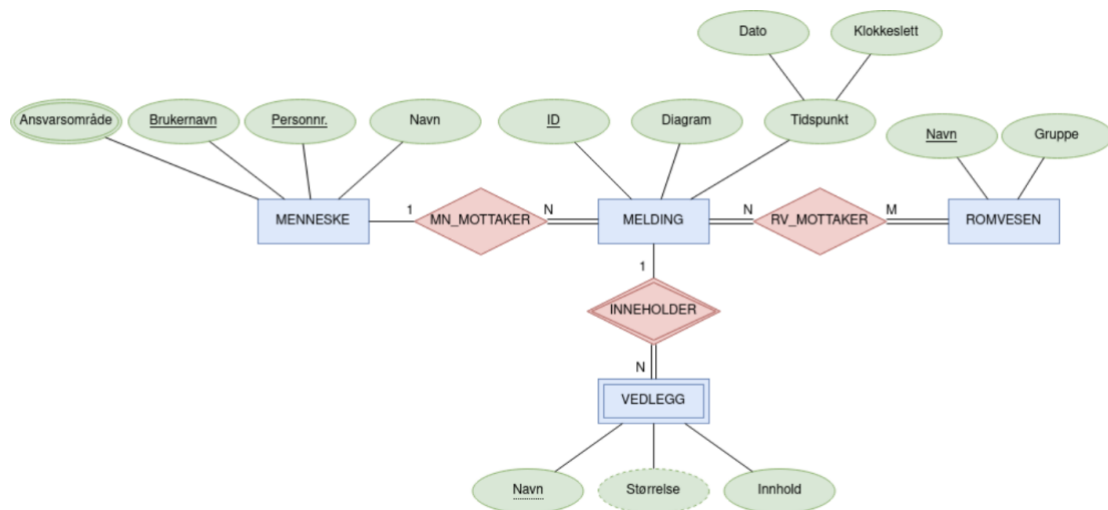 Dato
Klokkeslett
Ansvarsområde
Brukernavn
Personnr.
Navn
ID
Diagram
Tidspunkt
Navn
Gruppe
MENNESKE
1
MN_MOTTAKER
N
MELDING
N
RV_MOTTAKER
M
ROMVESEN
1
INNEHOLDER
N
VEDLEGG
Navn
Størrelse
Innhold